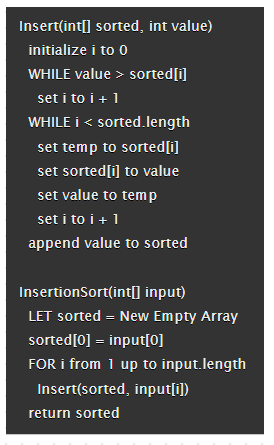 Insert(int[] sorted, int value)
initialize i to 0
WHILE value > sorted[i]
set i to i + 1
WHILE i < sorted.length
set temp to sorted[i]
set sorted[i] to value
set value to temp
set i to i + 1
append value to sorted
InsertionSort(int[] input)
LET sorted = New Empty Array
sorted[0] = input[0]
FOR i from 1 up to input.length
Insert(sorted, input[i])
return sorted